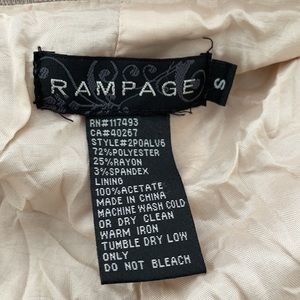 RAMPAGE
S
RN#117493
CA#40267
STYLE#2POALV6
72%POLYESTER
25%RAYON
3%SPANDEX
LINING
100%ACETATE
MADE IN CHINA
MACHINE WASH COLD
OR DRY CLEAN
WARM IRON
TUMBLE DRY LOW
ONLY
DO NOT BLEACH